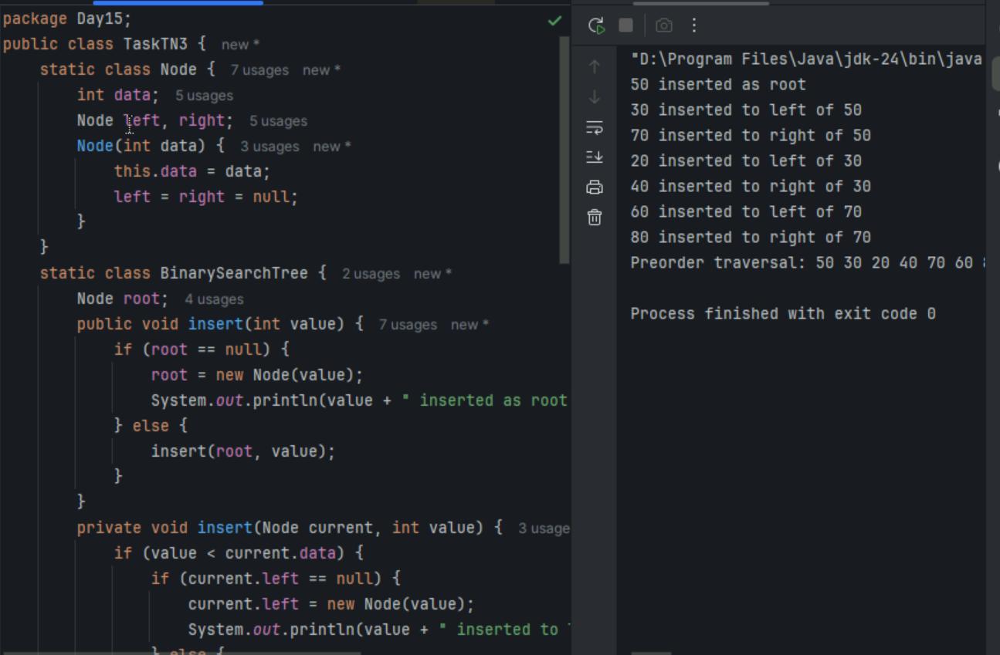 package Day15;
public class TaskTN3 { new *
static class Node { 7 usages new *
int data; 5 usages
Node left, right; 5 usages
Node(int data) { 3 usages new *
this.data = data;
left = right = null;
}
}
static class BinarySearchTree { 2 usages new *
Node root; 4 usages
public void insert(int value) { 7 usages new *
if (root == null) {
root = new Node(value);
System.out.println(value + " inserted as root
} else {
insert(root, value);
}
}
private void insert(Node current, int value) { 3 usage
if (value < current.data) {
if (current.left == null) {
current.left = new Node(value);
System.out.println(value + " inserted to
} else {
"D:\Program Files\Java\jdk-24\bin\java
50 inserted as root
30 inserted to left of 50
70 inserted to right of 50
20 inserted to left of 30
40 inserted to right of 30
60 inserted to left of 70
80 inserted to right of 70
Preorder traversal: 50 30 20 40 70 60
Process finished with exit code 0